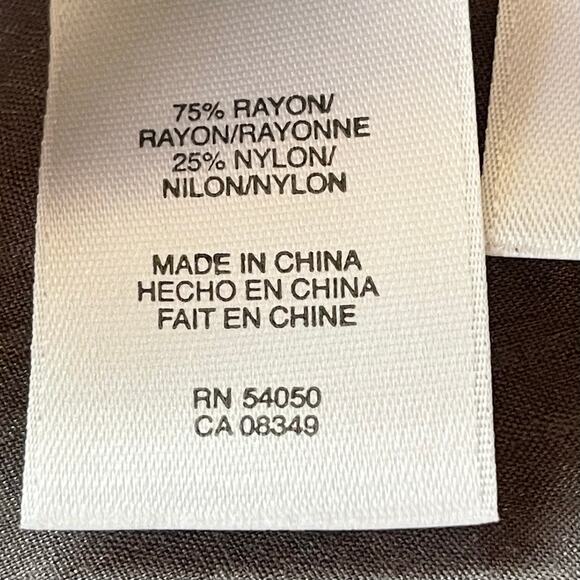 75% RAYON/
RAYON/RAYONNE
25% NYLON/
NILON/NYLON
MADE IN CHINA
HECHO EN CHINA
FAIT EN CHINE
RN 54050
CA 08349